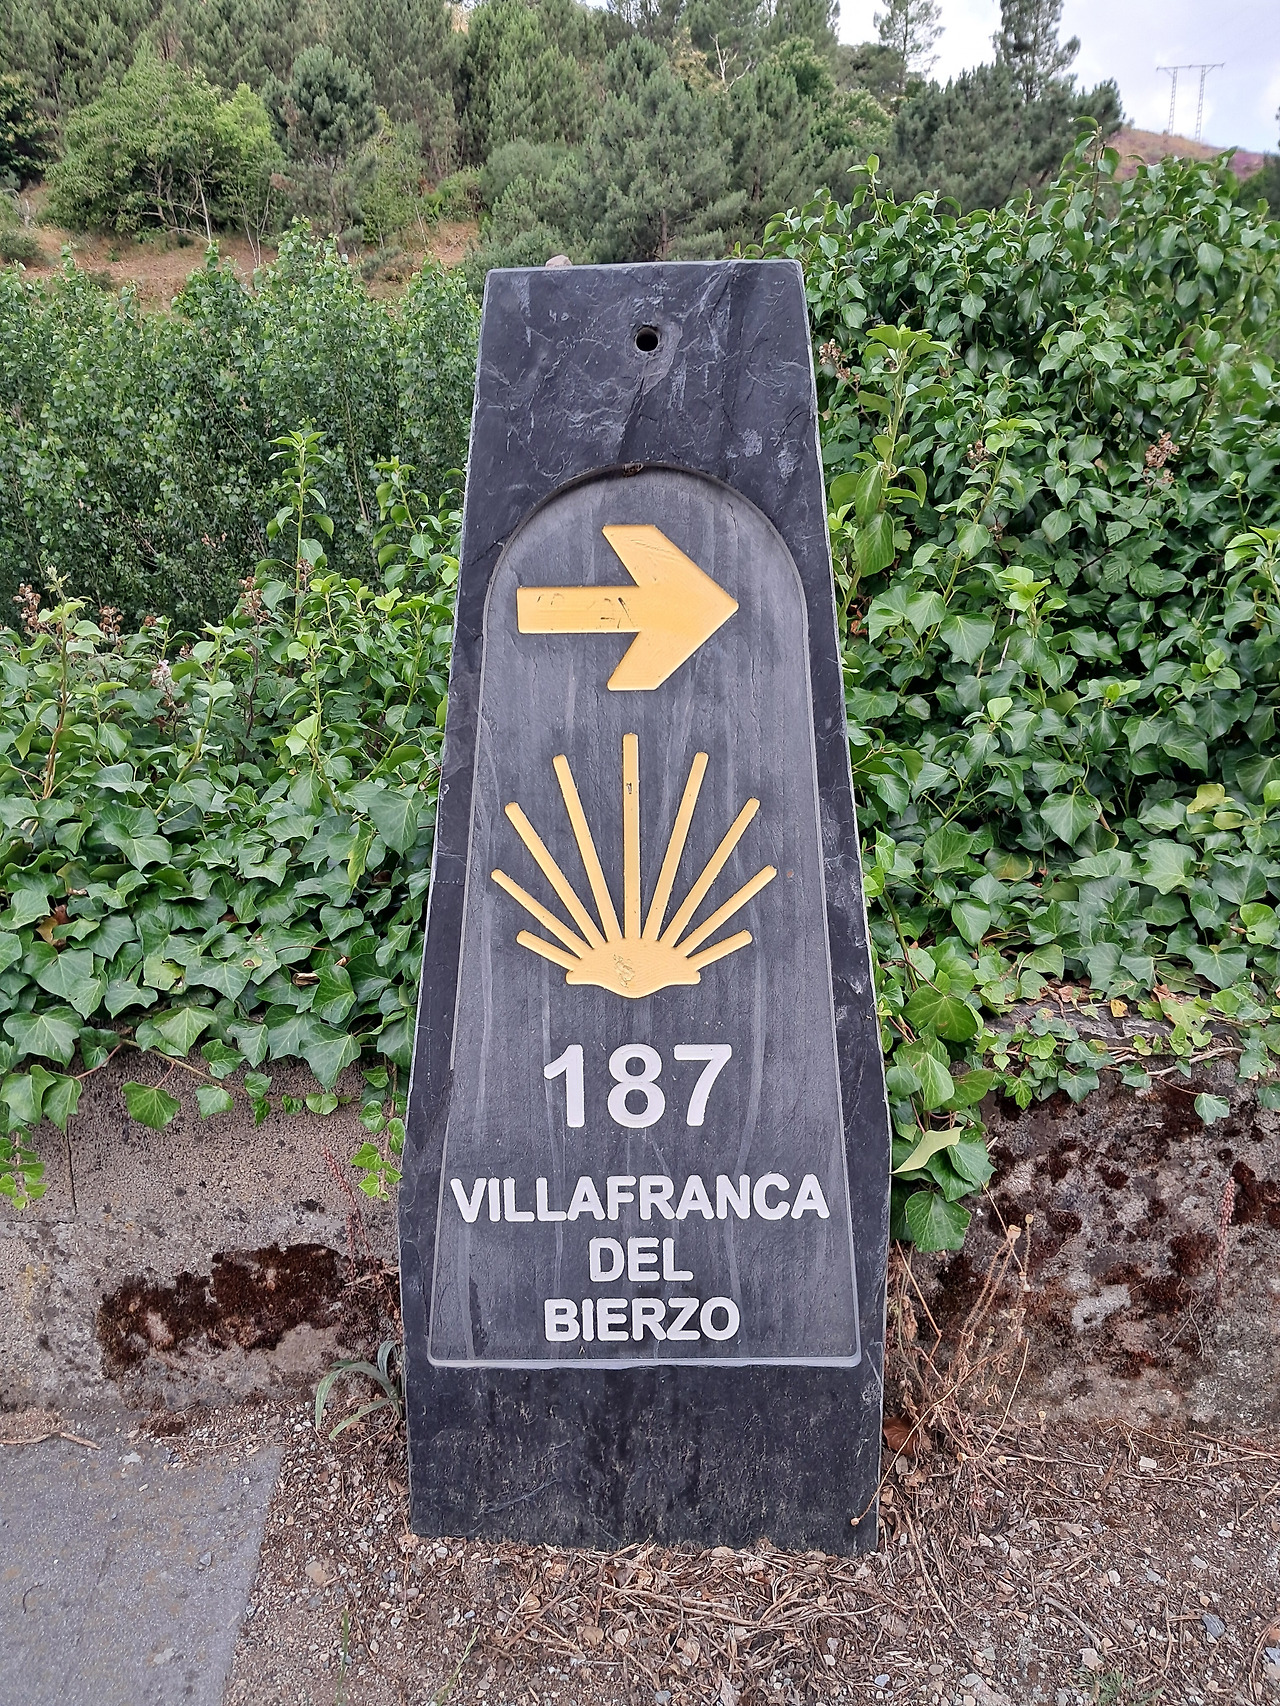 187
VILLAFRANCA
DEL
BIERZO